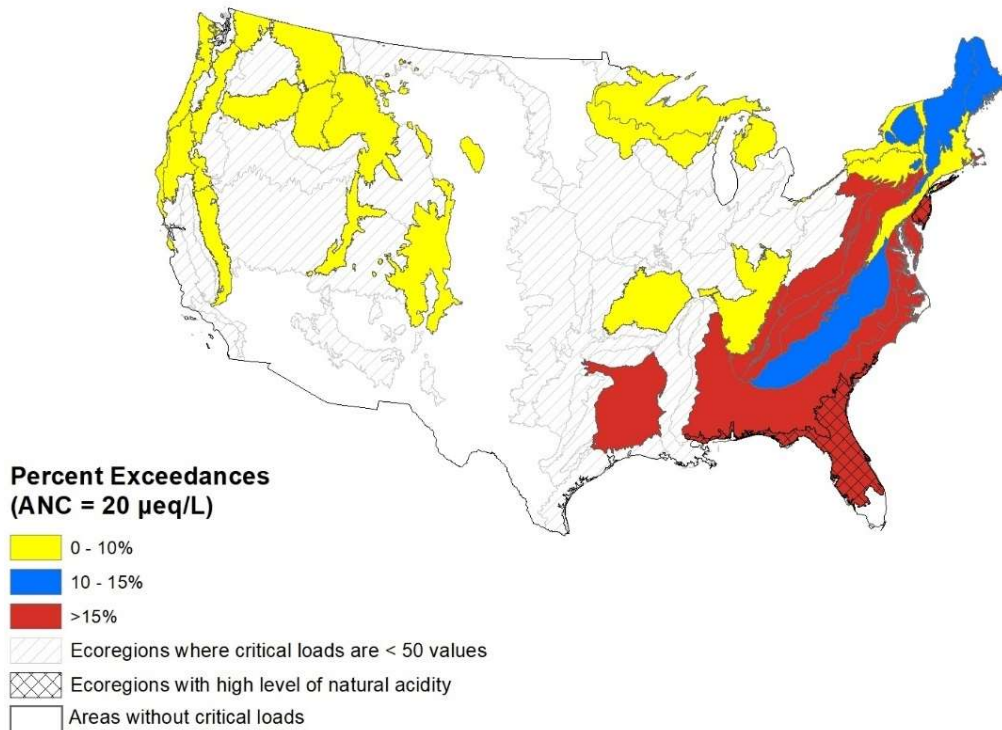 Percent Exceedances
(ANC = 20 µeq/L)
0 - 10%
10 - 15%
>15%
Ecoregions where critical loads are < 50 values
Ecoregions with high level of natural acidity
Areas without critical loads